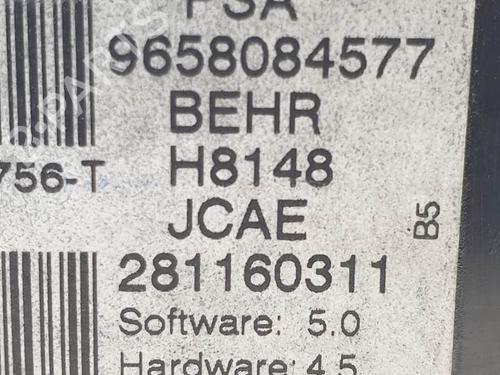 PSA
9658084577
BEHR
756-T H8148
JCAE
B5
281160311
Software: 5.0
Hardware: 4.5